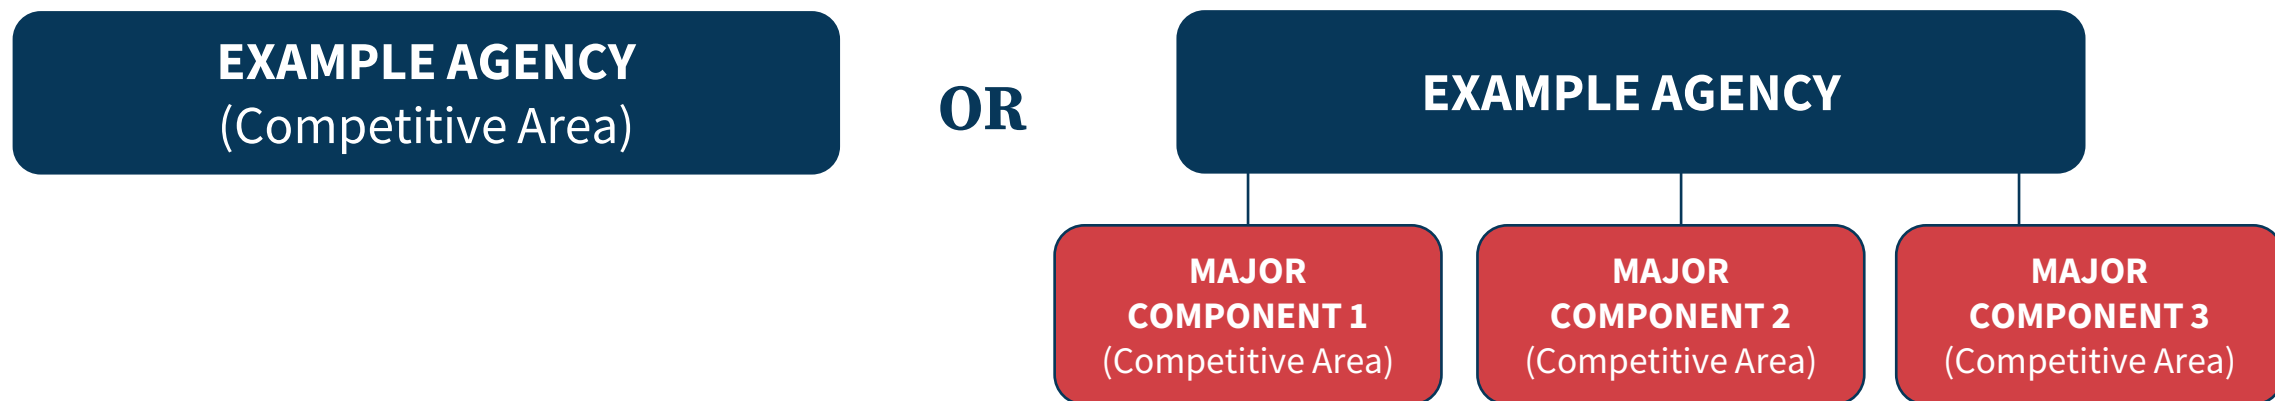 EXAMPLE AGENCY
(Competitive Area)
OR
EXAMPLE AGENCY
MAJOR
COMPONENT 1
(Competitive Area)
MAJOR
COMPONENT 2
(Competitive Area)
MAJOR
COMPONENT 3
(Competitive Area)